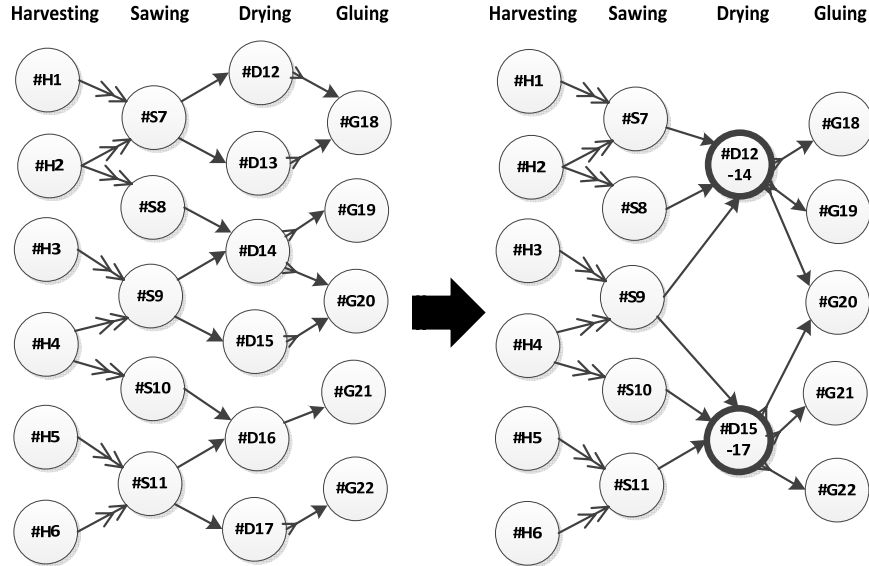 Harvesting Sawing Drying Gluing
#H1
#H2
#H3
#H4
#H5
#H6
#S7
#S8
#S9
#S10
#S11
#D12
#D13
#D14
#D15
#D16
#D17
#G18
#G19
#G20
#G21
#G22
Harvesting Sawing Drying Gluing
#H1
#H2
#H3
#H4
#H5
#H6
#S7
#S8
#S9
#S10
#S11
#D12
-14
#D15
-17
#G18
#G19
#G20
#G21
#G22